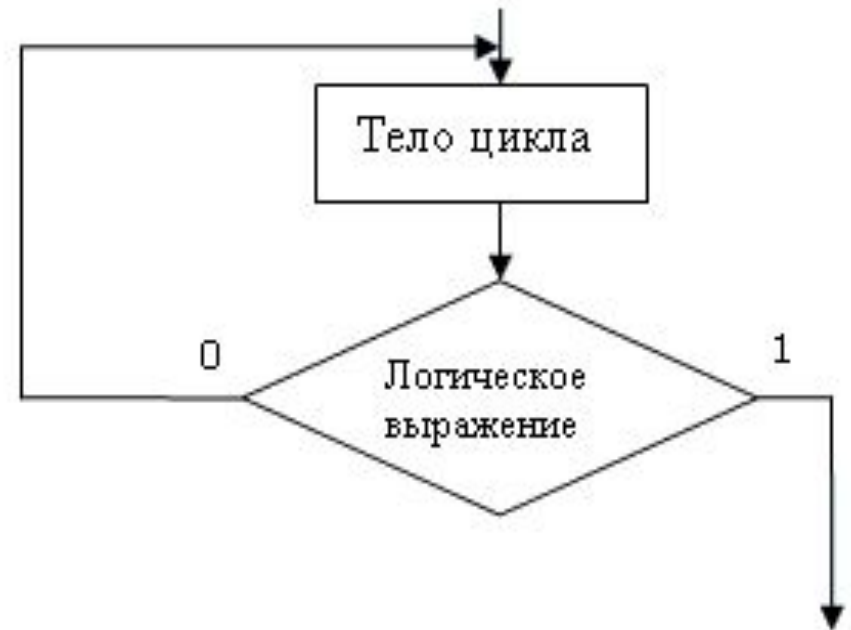 Тело цикла
0
1
Логическое
выражение